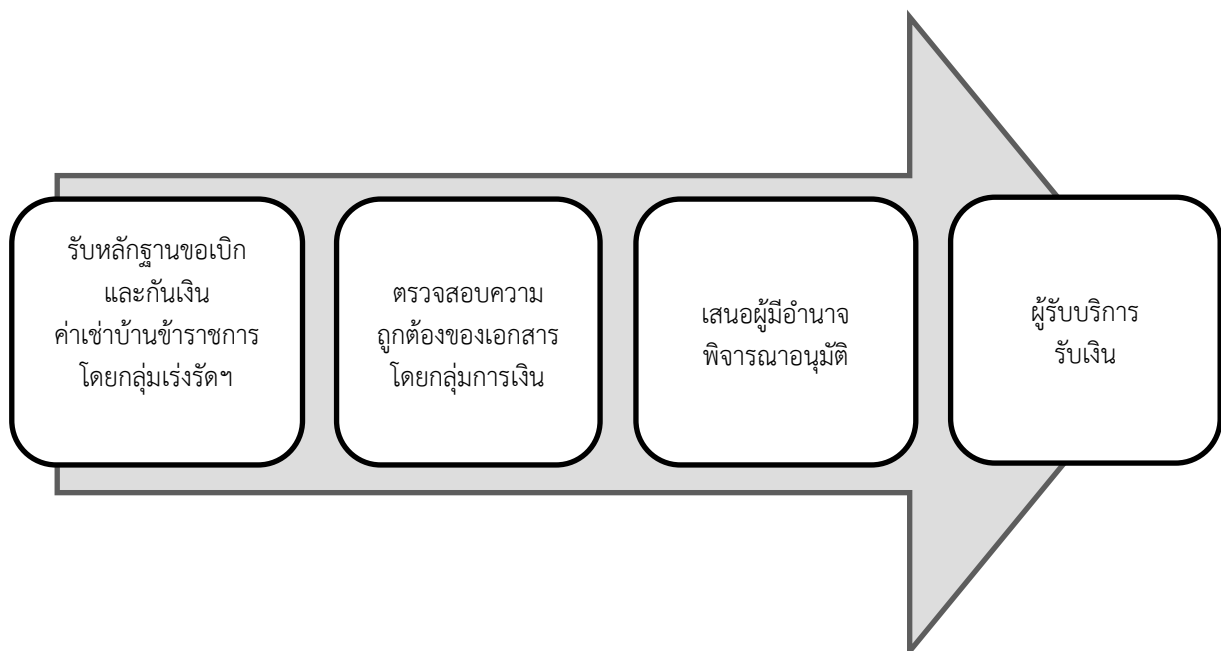 รับหลักฐานขอเบิก
และกันเงิน
ค่าเช่าบ้านข้าราชการ
โดยกลุ่มเร่งรัดฯ
ตรวจสอบความ
ถูกต้องของเอกสาร
โดยกลุ่มการเงิน
เสนอผู้มีอำนาจ
พิจารณาอนุมัติ
ผู้รับบริการ
รับเงิน